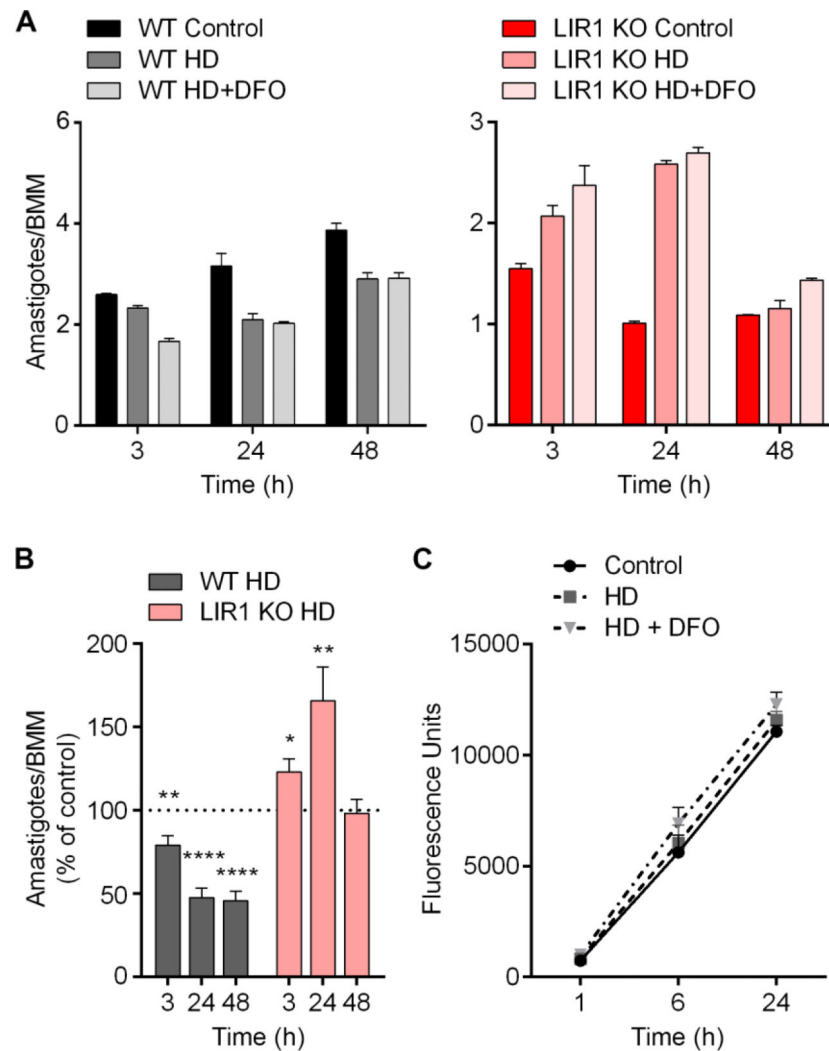 A
WT Control
WT HD
WT HD+DFO
LIR1 KO Control
LIR1 KO HD
LIR1 KO HD+DFO
Amastigotes/BMM
6
4
2
0
3 24 48
Time (h)
3
2
1
0
3 24 48
Time (h)
B
WT HD
LIR1 KO HD
Amastigotes/BMM
(% of control)
200
150
100
50
0
**
****
****
*
**
3 24 48 3 24 48
Time (h)
C
Control
HD
HD + DFO
Fluorescence Units
15000
10000
5000
0
1 6 24
Time (h)